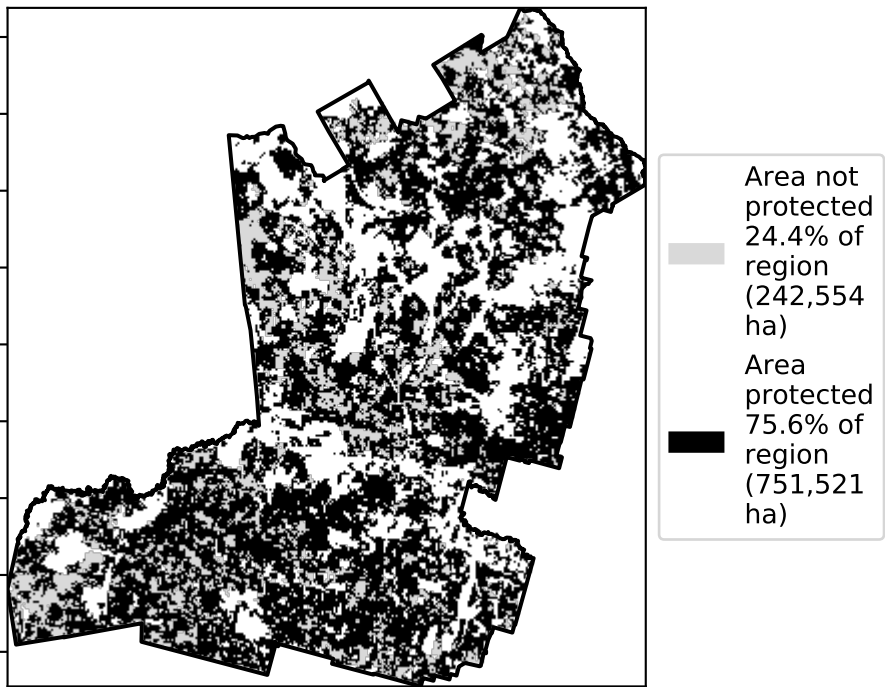 Area not
protected
24.4% of
region
(242,554
ha)
Area
protected
75.6% of
region
(751,521
ha)